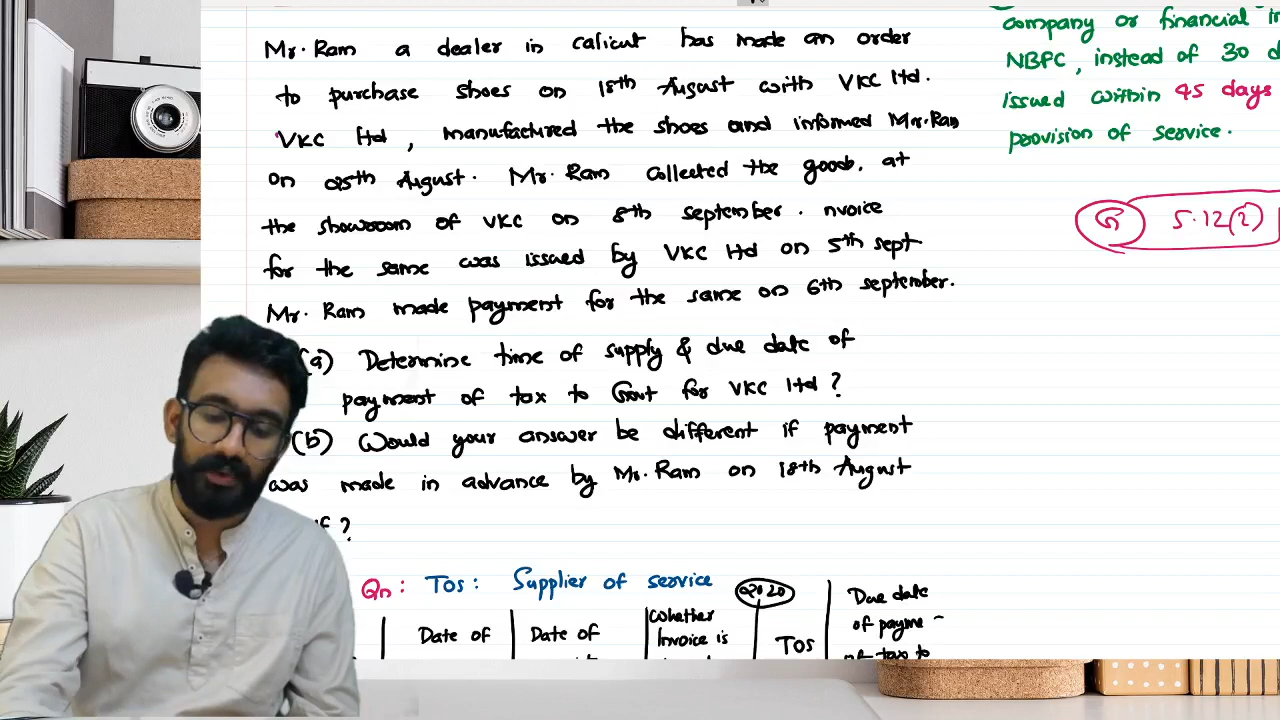 Mr. Ram a dealer in calicut has made an order
to purchase shoes on 18th August with VKC ltd.
VKC ltd, manufactured the shoes and informed Mr. Ram
on 25th August. Mr. Ram collected the goods, at
the showroom of VKC on 8th september. nvoice
for the same was issued by VKC ltd on 5th sept
Mr. Ram made payment for the same on 6th september.
(a) Determine time of supply & due date of
payment of tax to Govt for VKC ltd?
(b) Would your answer be different if payment
was made in advance by Mr. Ram on 18th August
?
company or financial in
NBFC, instead of 30 d
issued within 45 days
provision of service.
S.12(2)
Qn: TOS: Supplier of service
Date of
Date of
Whether
Invoice is
TOS
Due date
of payme-
of tax to